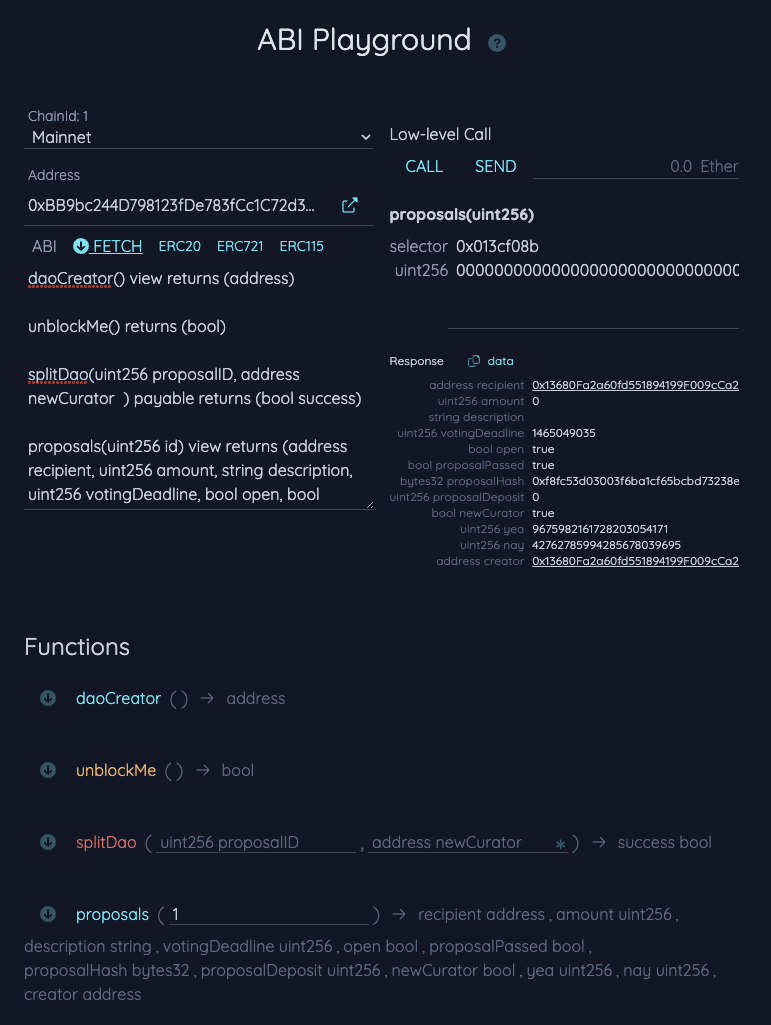 ABI Playground ?
ChainId: 1
Mainnet
Address
0xBB9bc244D798123fDe783fCc1C72d3...
ABI FETCH ERC20 ERC721 ERC115
daoCreator() view returns (address)
unblockMe() returns (bool)
splitDao(uint256 proposalID, address
newCurator  ) payable returns (bool success)
proposals(uint256 id) view returns (address
recipient, uint256 amount, string description,
uint256 votingDeadline, bool open, bool
Low-level Call
CALL SEND 0.0 Ether
proposals(uint256)
selector 0x013cf08b
uint256 00000000000000000000000000000000
Response data
address recipient 0x13680Fa2a60fd551894199F009cCa2
uint256 amount 0
string description
uint256 votingDeadline 1465049035
bool open true
bool proposalPassed true
bytes32 proposalHash 0xf8fc53d03003f6ba1cf65bcbd73238e
uint256 proposalDeposit 0
bool newCurator true
uint256 yea 9675982161728203054171
uint256 nay 42762785994285678039695
address creator 0x13680Fa2a60fd551894199F009cCa2
Functions
daoCreator ( ) → address
unblockMe ( ) → bool
splitDao ( uint256 proposalID , address newCurator * ) → success bool
proposals ( 1 ) → recipient address , amount uint256 ,
description string , votingDeadline uint256 , open bool , proposalPassed bool ,
proposalHash bytes32 , proposalDeposit uint256 , newCurator bool , yea uint256 , nay uint256 ,
creator address